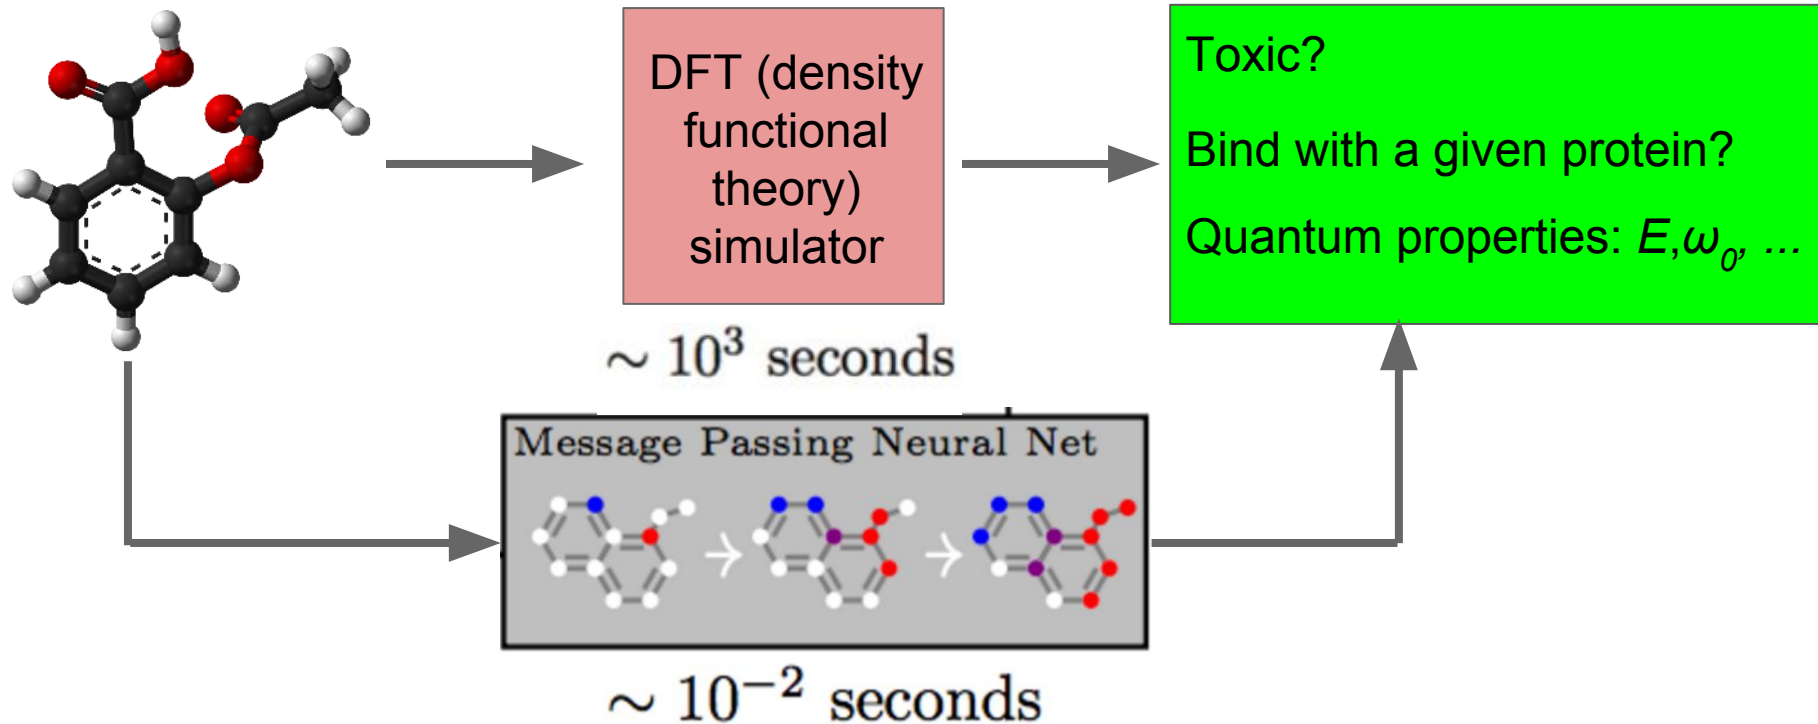 DFT (density
functional
theory)
simulator
~ 10³ seconds
Toxic?
Bind with a given protein?
Quantum properties: E,ω₀, ...
Message Passing Neural Net
~ 10⁻² seconds